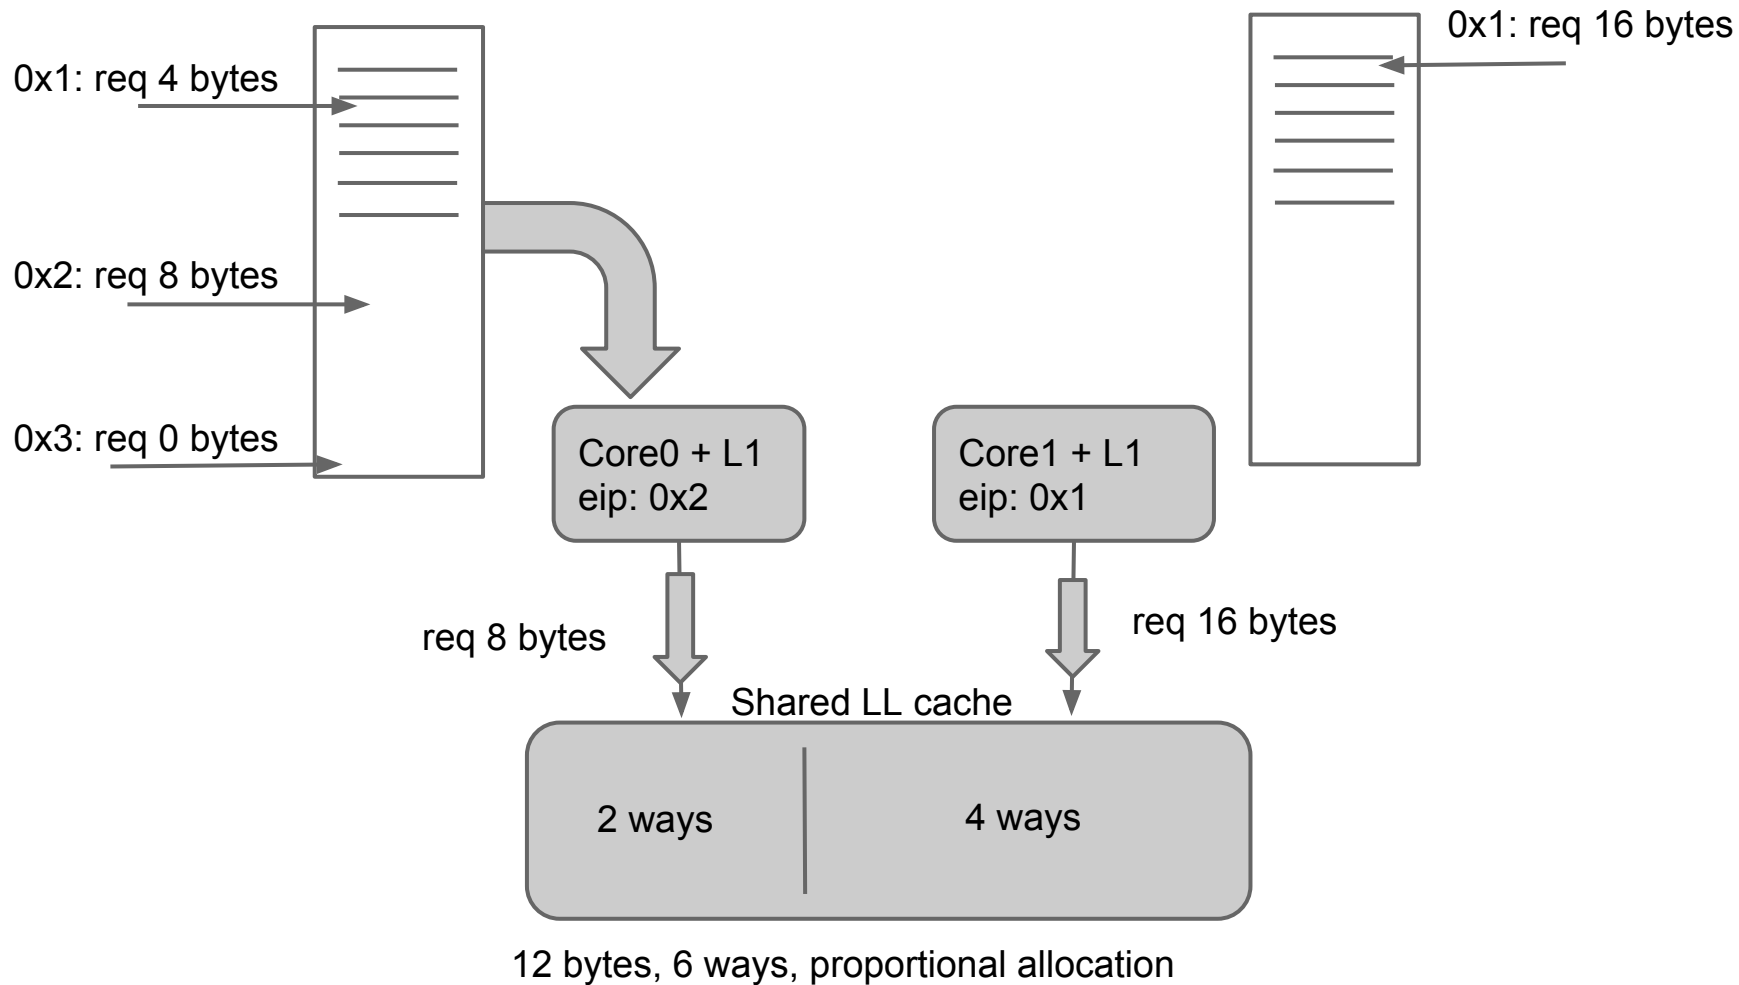 0x1: req 16 bytes
0x1: req 4 bytes
0x2: req 8 bytes
0x3: req 0 bytes
Core0 + L1
eip: 0x2
Core1 + L1
eip: 0x1
req 8 bytes
req 16 bytes
Shared LL cache
2 ways
4 ways
12 bytes, 6 ways, proportional allocation